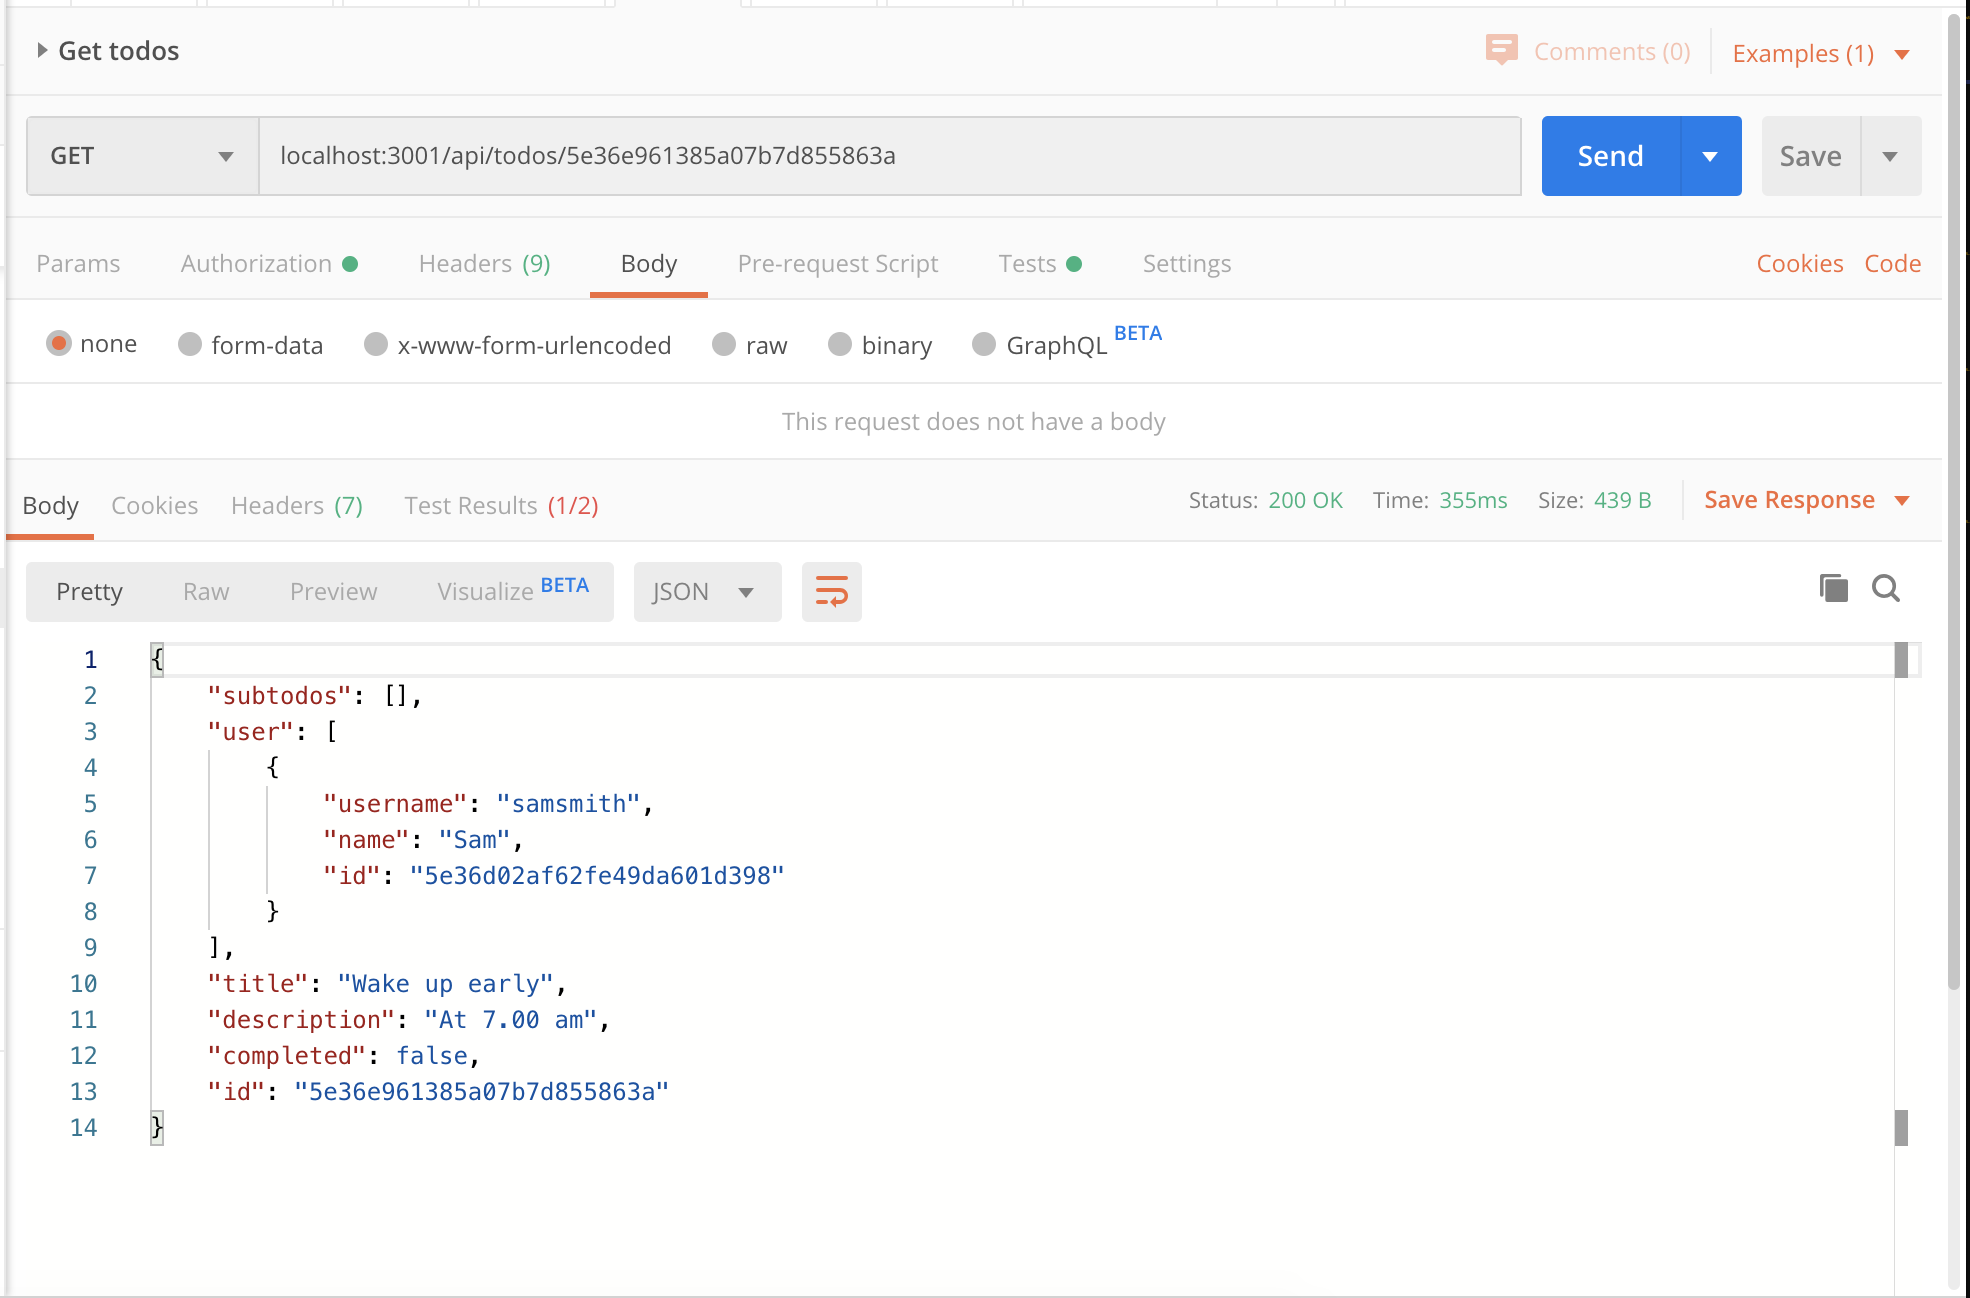 Get todos Comments (0) Examples (1)
GET localhost:3001/api/todos/5e36e961385a07b7d855863a Send Save
Params Authorization Headers (9) Body Pre-request Script Tests Settings Cookies Code
none form-data x-www-form-urlencoded raw binary GraphQL BETA
This request does not have a body
Body Cookies Headers (7) Test Results (1/2) Status: 200 OK Time: 355ms Size: 439 B Save Response
Pretty Raw Preview Visualize BETA JSON
1 {
2 "subtodos": [],
3 "user": [
4 {
5 "username": "samsmith",
6 "name": "Sam",
7 "id": "5e36d02af62fe49da601d398"
8 }
9 ],
10 "title": "Wake up early",
11 "description": "At 7.00 am",
12 "completed": false,
13 "id": "5e36e961385a07b7d855863a"
14 }